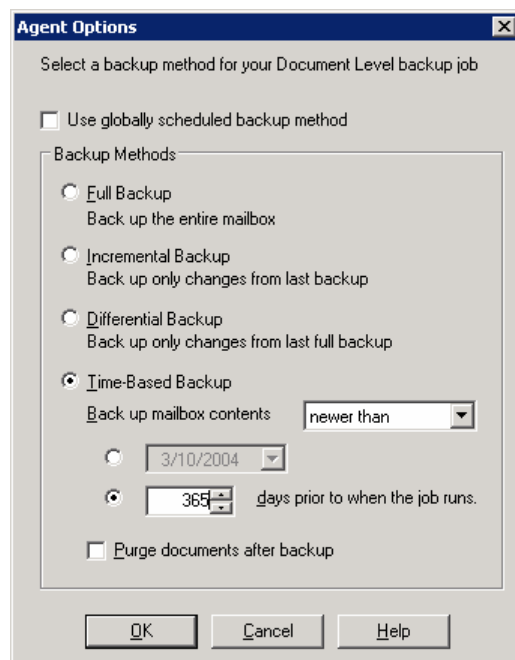 Agent Options
Select a backup method for your Document Level backup job
Use globally scheduled backup method
Backup Methods
Full Backup
Back up the entire mailbox
Incremental Backup
Back up only changes from last backup
Differential Backup
Back up only changes from last full backup
Time-Based Backup
Back up mailbox contents newer than
3/10/2004
365 days prior to when the job runs.
Purge documents after backup
OK Cancel Help